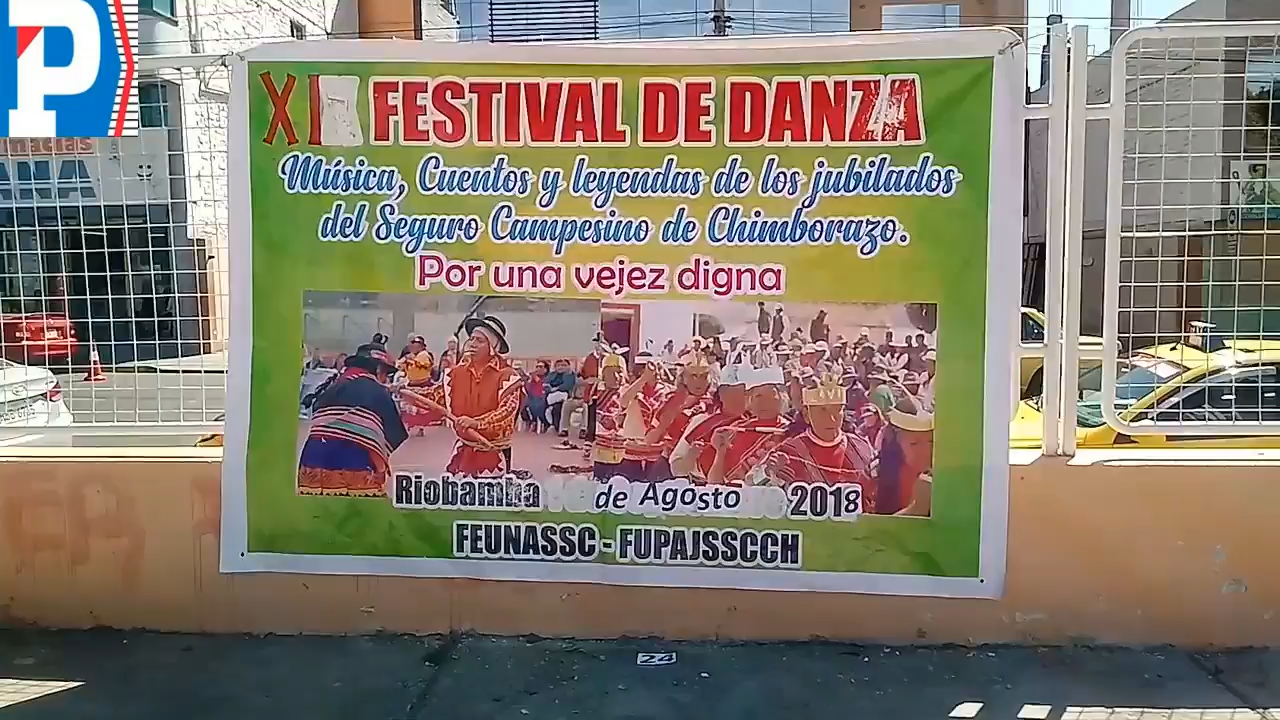 P
XI FESTIVAL DE DANZA
Música, Cuentos y leyendas de los jubilados
del Seguro Campesino de Chimborazo.
Por una vejez digna
Riobamba de Agosto 2018
FEUNASSC - FUPAJSSCCH
24